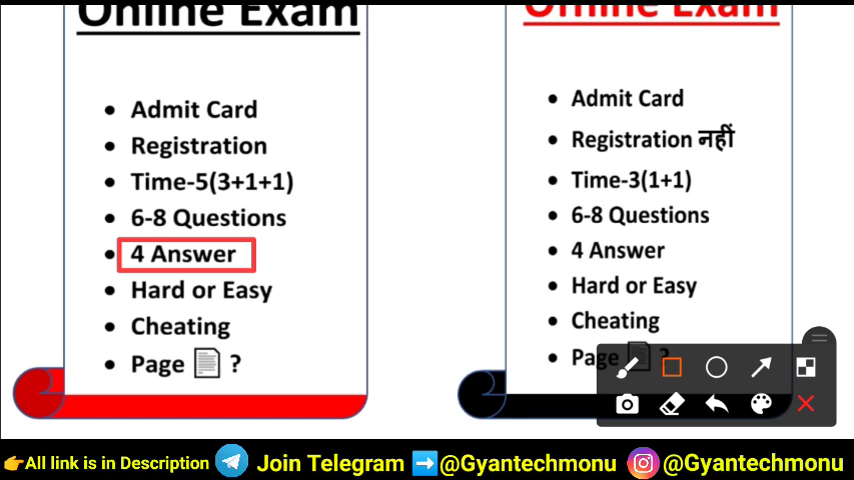 Online Exam
Admit Card
Registration
Time-5(3+1+1)
6-8 Questions
4 Answer
Hard or Easy
Cheating
Page ?
Offline Exam
Admit Card
Registration नहीं
Time-3(1+1)
6-8 Questions
4 Answer
Hard or Easy
Cheating
Page ?
👉All link is in Description Join Telegram ➡️@Gyantechmonu @Gyantechmonu